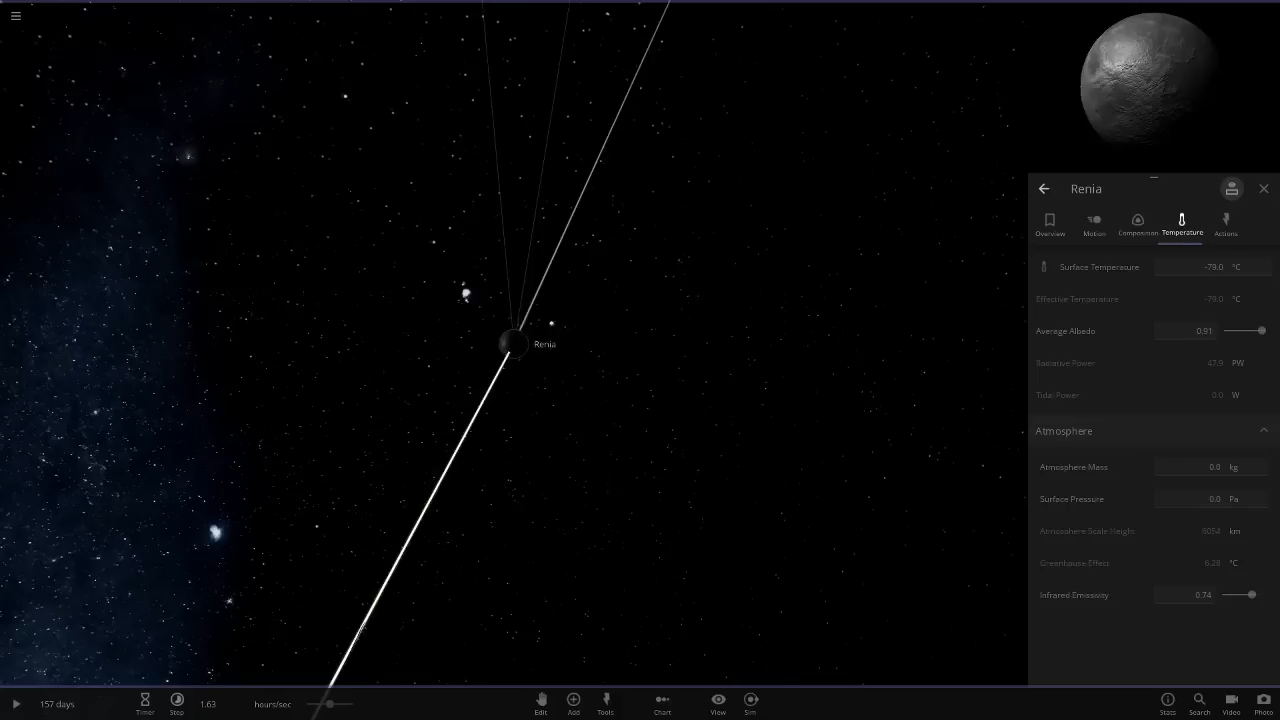 Renia
Overview Motion Composition Temperature Actions
Surface Temperature -79.0 °C
Effective Temperature -79.0 °C
Average Albedo 0.91
Radiative Power 47.9 PW
Tidal Power 0.0 W
Atmosphere
Atmosphere Mass 0.0 kg
Surface Pressure 0.0 Pa
Atmosphere Scale Height 6054 km
Greenhouse Effect 6.28 °C
Infrared Emissivity 0.74
Renia
157 days Timer Step 1.63 hours/sec Edit Add Tools Chart View Sim Stats Search Video Photo